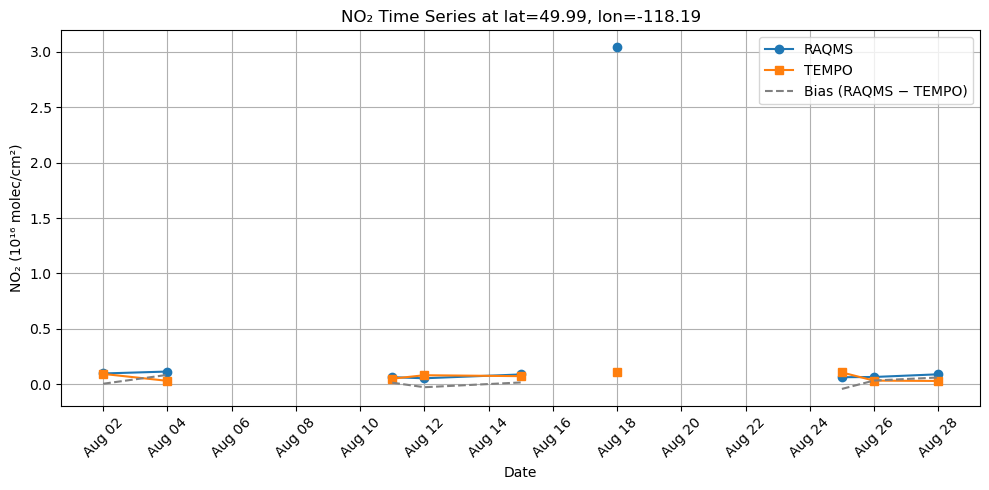 NO₂ Time Series at lat=49.99, lon=-118.19
RAQMS
TEMPO
Bias (RAQMS − TEMPO)
NO₂ (10¹⁶ molec/cm²)
3.0
2.5
2.0
1.5
1.0
0.5
0.0
Aug 02
Aug 04
Aug 06
Aug 08
Aug 10
Aug 12
Aug 14
Aug 16
Aug 18
Aug 20
Aug 22
Aug 24
Aug 26
Aug 28
Date